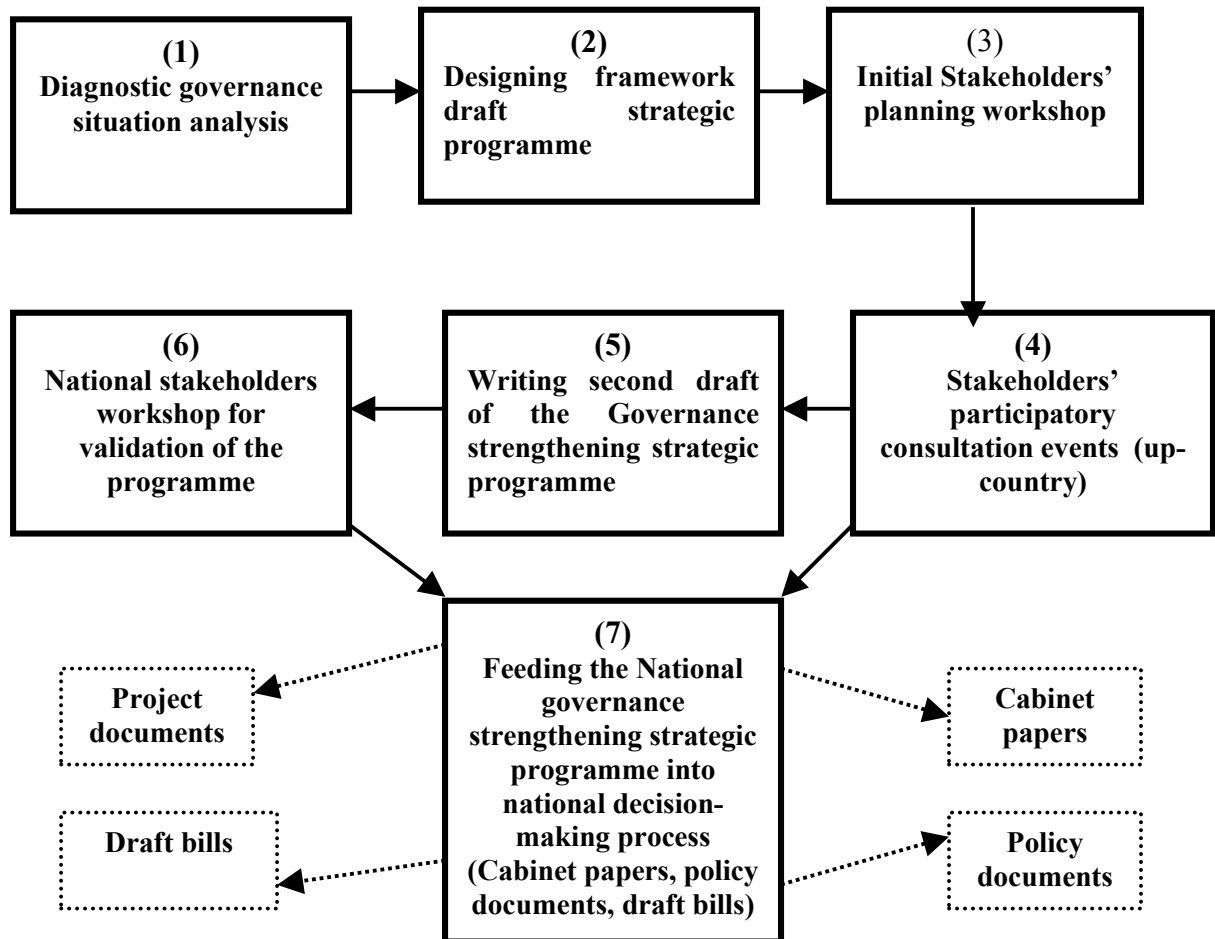 (1)
Diagnostic governance
situation analysis
(2)
Designing framework
draft strategic
programme
(3)
Initial Stakeholders’
planning workshop
(4)
Stakeholders’
participatory
consultation events (up-
country)
(5)
Writing second draft
of the Governance
strengthening strategic
programme
(6)
National stakeholders
workshop for
validation of the
programme
(7)
Feeding the National
governance
strengthening strategic
programme into
national decision-
making process
(Cabinet papers, policy
documents, draft bills)
Project
documents
Draft bills
Cabinet
papers
Policy
documents